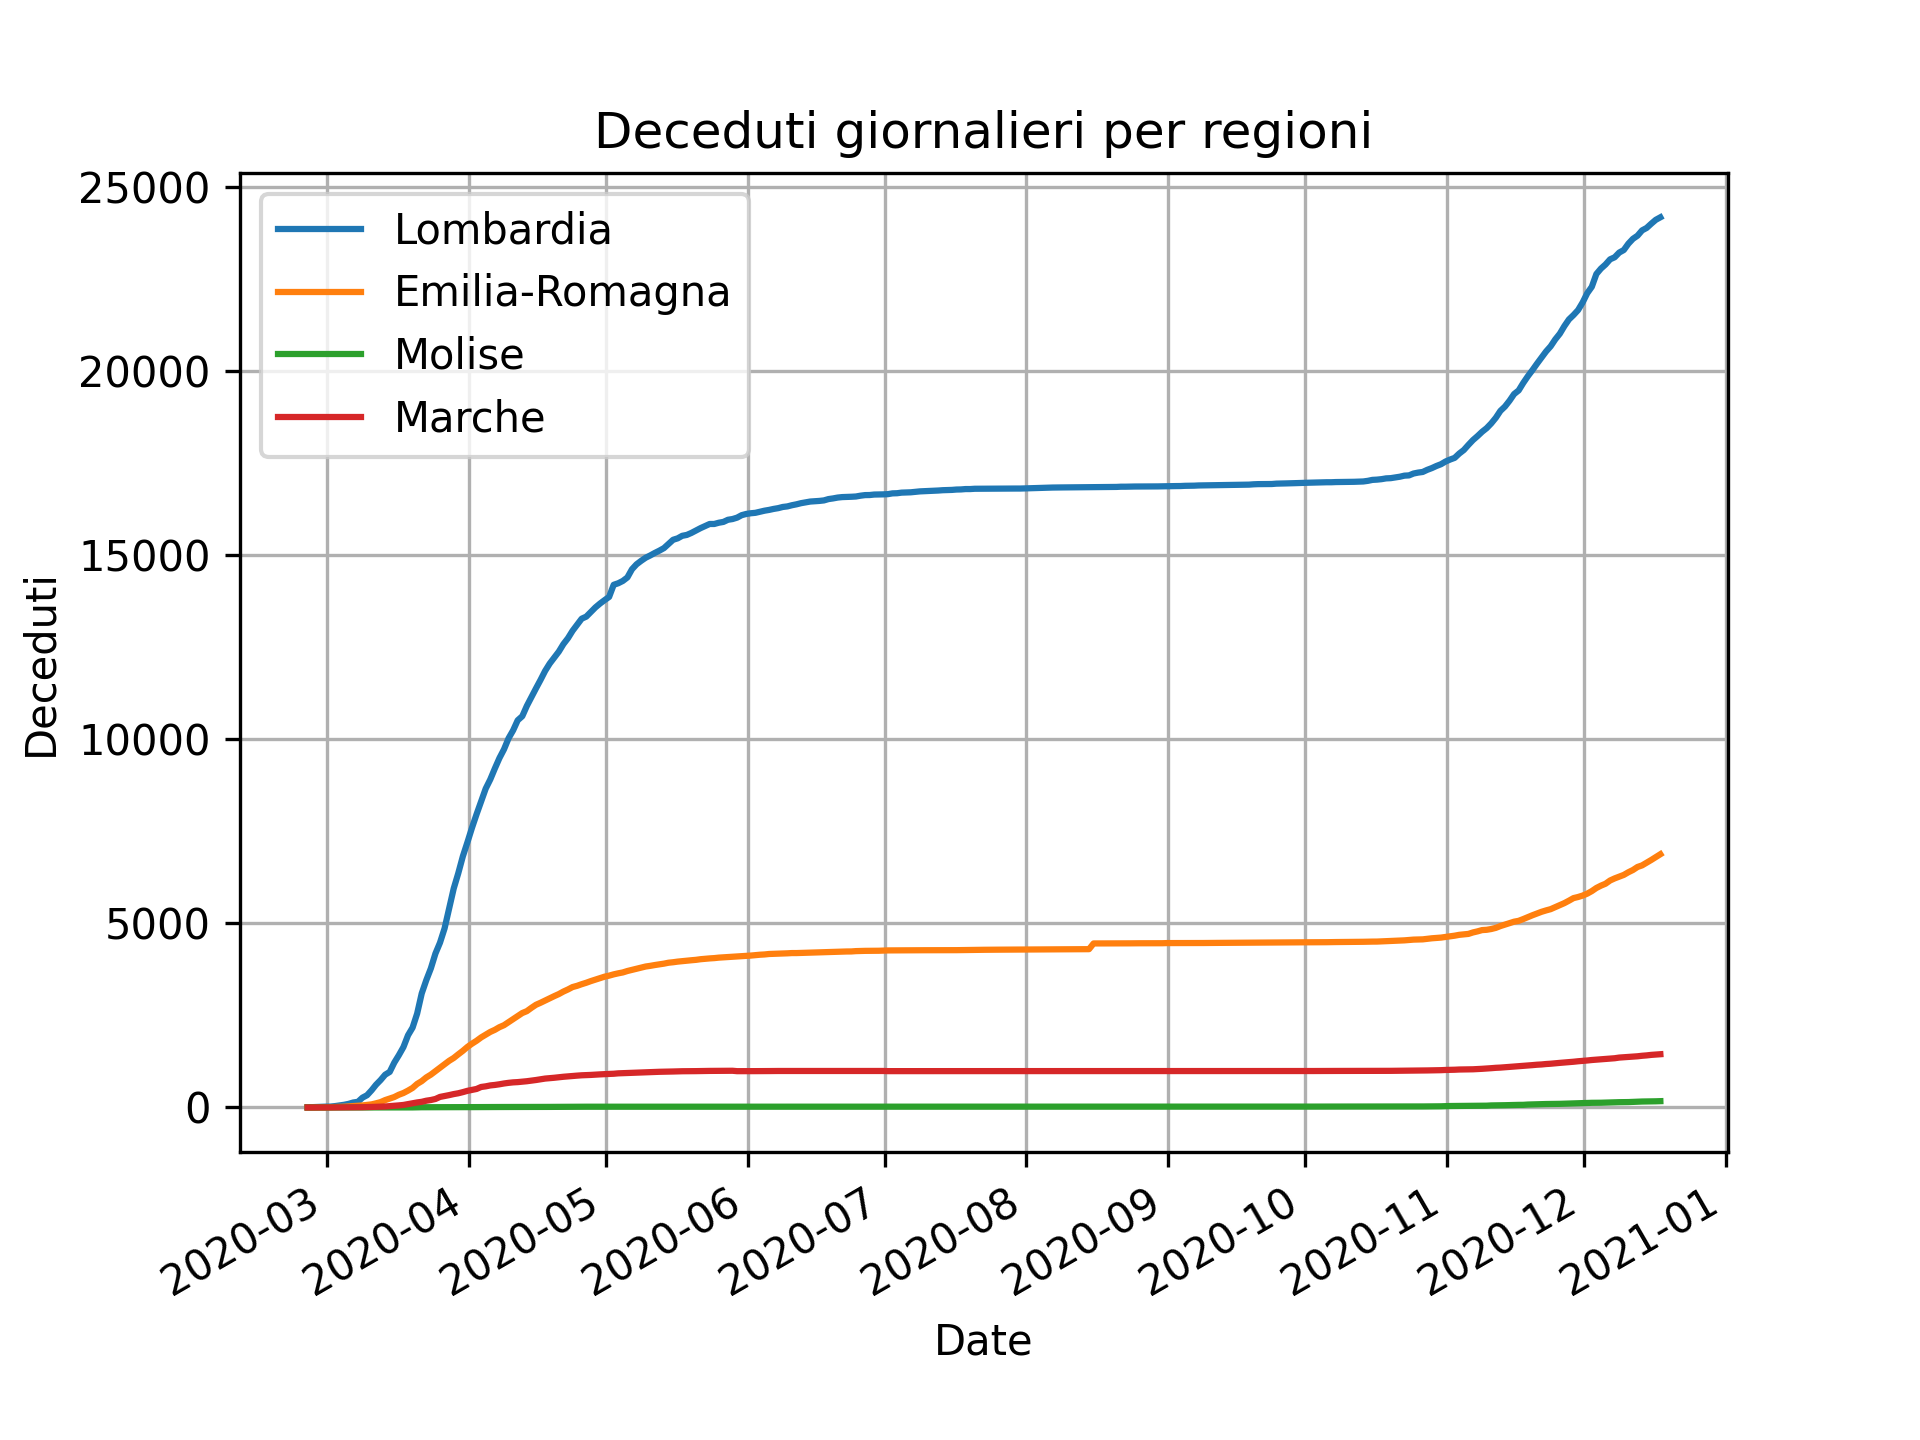 Deceduti giornalieri per regioni
25000
20000
15000
10000
5000
0
Deceduti
Lombardia
Emilia-Romagna
Molise
Marche
2020-03
2020-04
2020-05
2020-06
2020-07
2020-08
2020-09
2020-10
2020-11
2020-12
2021-01
Date